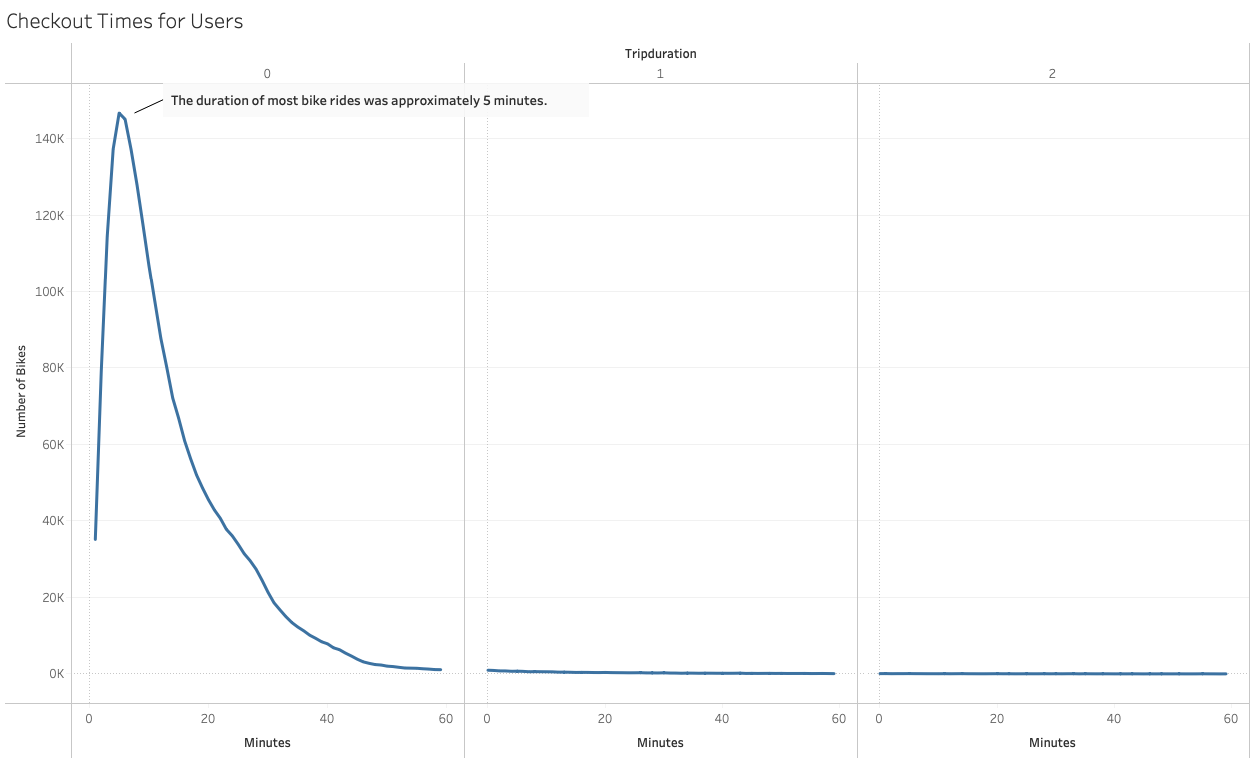 Checkout Times for Users
Tripduration
0 1 2
The duration of most bike rides was approximately 5 minutes.
140K
120K
100K
80K
60K
40K
20K
0K
Number of Bikes
0 20 40 60 0 20 40 60 0 20 40 60
Minutes Minutes Minutes